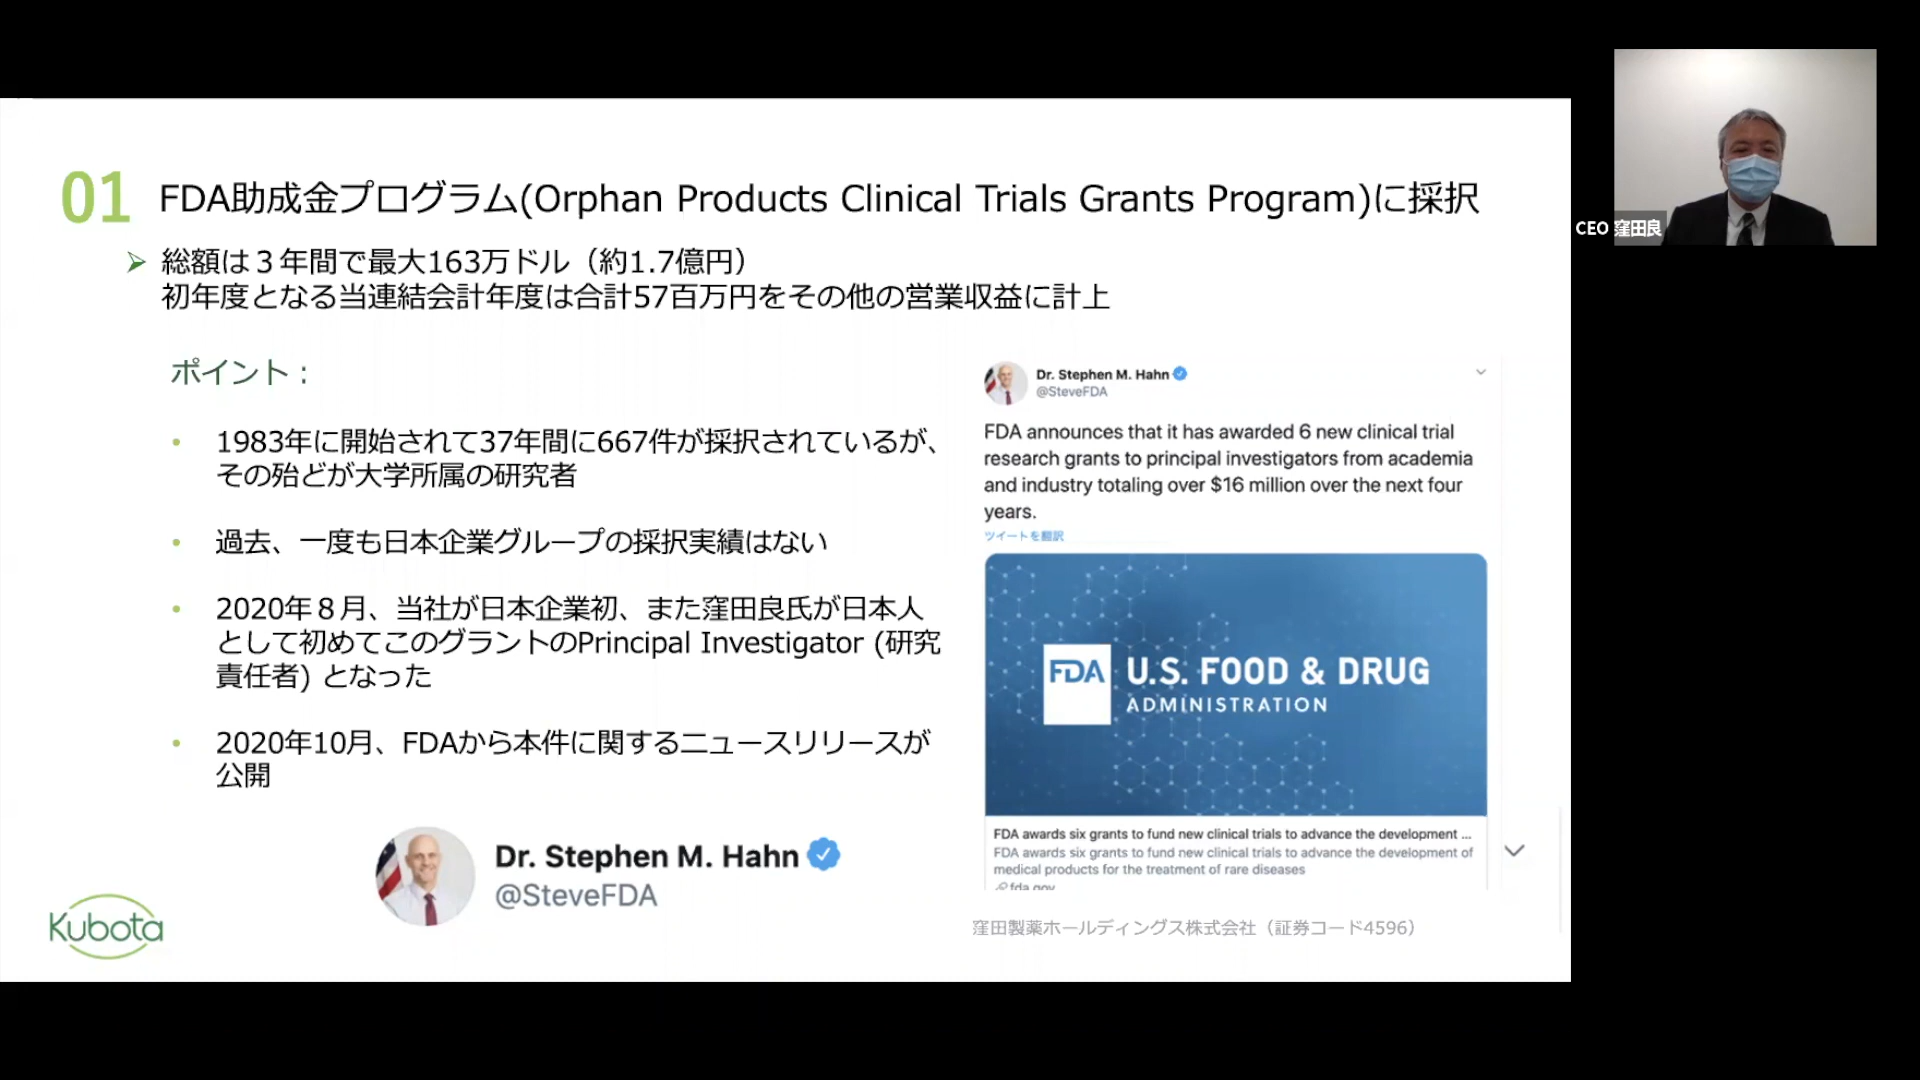 01 FDA助成金プログラム(Orphan Products Clinical Trials Grants Program)に採択
総額は３年間で最大163万ドル（約1.7億円）
初年度となる当連結会計年度は合計57百万円をその他の営業収益に計上
ポイント：
• 1983年に開始されて37年間に667件が採択されているが、
その殆どが大学所属の研究者
• 過去、一度も日本企業グループの採択実績はない
• 2020年８月、当社が日本企業初、また窪田良氏が日本人
として初めてこのグラントのPrincipal Investigator (研究
責任者) となった
• 2020年10月、FDAから本件に関するニュースリリースが
公開
Dr. Stephen M. Hahn
@SteveFDA
Kubota
Dr. Stephen M. Hahn
@SteveFDA
FDA announces that it has awarded 6 new clinical trial
research grants to principal investigators from academia
and industry totaling over $16 million over the next four
years.
ツイートを翻訳
FDA U.S. FOOD & DRUG
ADMINISTRATION
FDA awards six grants to fund new clinical trials to advance the development ...
FDA awards six grants to fund new clinical trials to advance the development of
medical products for the treatment of rare diseases
fda.gov
窪田製薬ホールディングス株式会社（証券コード4596）
CEO 窪田良